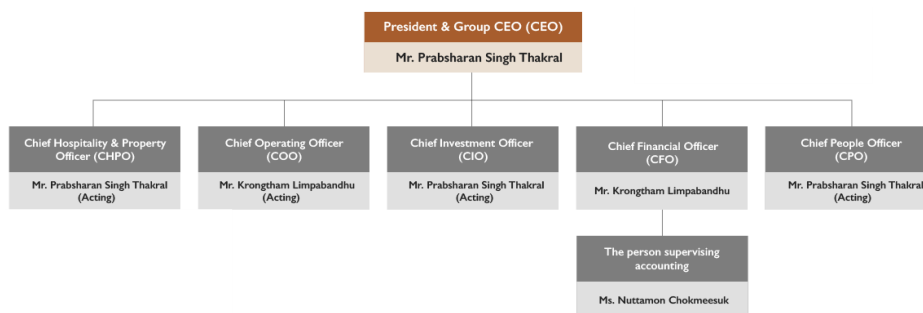 President & Group CEO (CEO)
Mr. Prabsharan Singh Thakral
Chief Hospitality & Property
Officer (CHPO)
Mr. Prabsharan Singh Thakral
(Acting)
Chief Operating Officer
(COO)
Mr. Krongtham Limpabandhu
(Acting)
Chief Investment Officer
(CIO)
Mr. Prabsharan Singh Thakral
(Acting)
Chief Financial Officer
(CFO)
Mr. Krongtham Limpabandhu
Chief People Officer
(CPO)
Mr. Prabsharan Singh Thakral
(Acting)
The person supervising
accounting
Ms. Nuttamon Chokmeesuk